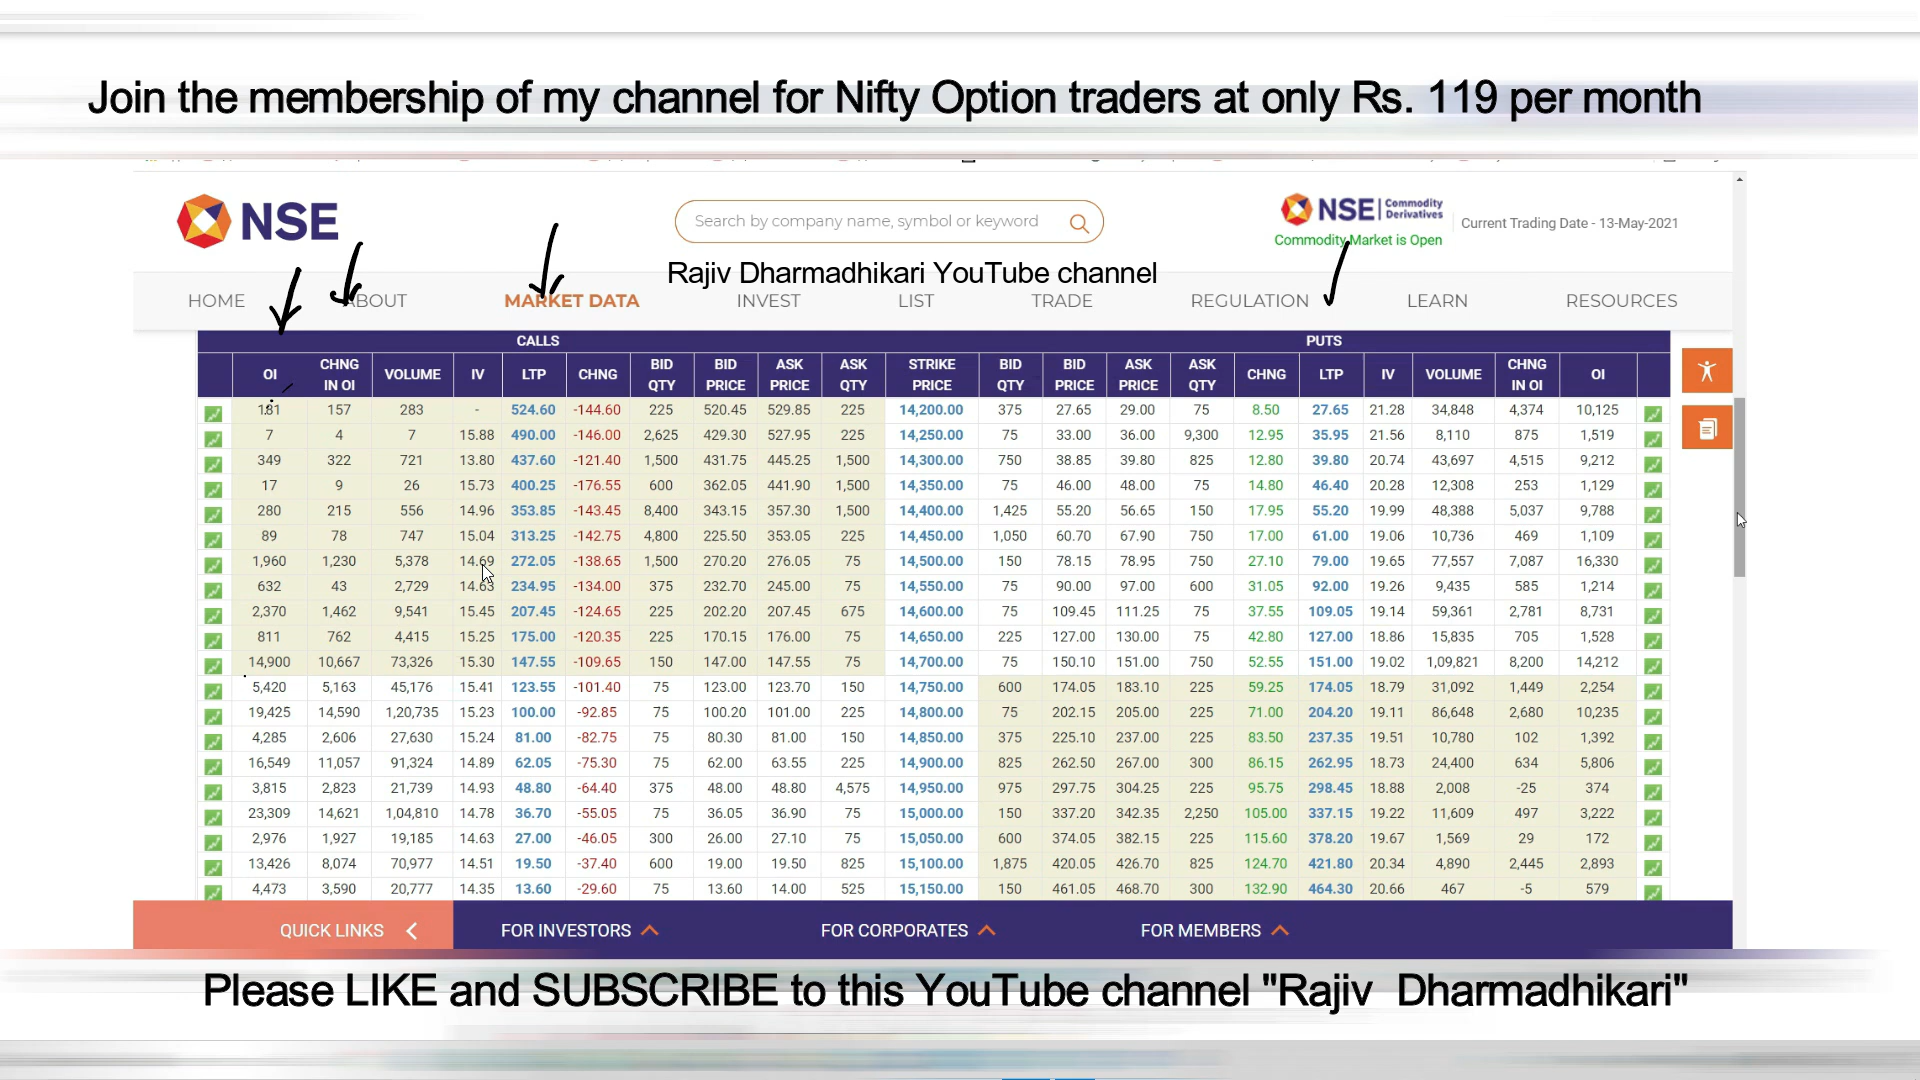 Join the membership of my channel for Nifty Option traders at only Rs. 119 per month
NSE
Search by company name, symbol or keyword
NSE Commodity Derivatives
Commodity Market is Open
Current Trading Date - 13-May-2021
Rajiv Dharmadhikari YouTube channel
HOME ABOUT MARKET DATA INVEST LIST TRADE REGULATION LEARN RESOURCES
CALLS PUTS
OI CHNG IN OI VOLUME IV LTP CHNG BID QTY BID PRICE ASK PRICE ASK QTY STRIKE PRICE BID QTY BID PRICE ASK PRICE ASK QTY CHNG LTP IV VOLUME CHNG IN OI OI
181 157 283 - 524.60 -144.60 225 520.45 529.85 225 14,200.00 375 27.65 29.00 75 8.50 27.65 21.28 34,848 4,374 10,125
7 4 7 15.88 490.00 -146.00 2,625 429.30 527.95 225 14,250.00 75 33.00 36.00 9,300 12.95 35.95 21.56 8,110 875 1,519
349 322 721 13.80 437.60 -121.40 1,500 431.75 445.25 1,500 14,300.00 750 38.85 39.80 825 12.80 39.80 20.74 43,697 4,515 9,212
17 9 26 15.73 400.25 -176.55 600 362.05 441.90 1,500 14,350.00 75 46.00 48.00 75 14.80 46.40 20.28 12,308 253 1,129
280 215 556 14.96 353.85 -143.45 8,400 343.15 357.30 1,500 14,400.00 1,425 55.20 56.65 150 17.95 55.20 19.99 48,388 5,037 9,788
89 78 747 15.04 313.25 -142.75 4,800 225.50 353.05 225 14,450.00 1,050 60.70 67.90 750 17.00 61.00 19.06 10,736 469 1,109
1,960 1,230 5,378 14.69 272.05 -138.65 1,500 270.20 276.05 75 14,500.00 150 78.15 78.95 750 27.10 79.00 19.65 77,557 7,087 16,330
632 43 2,729 14.63 234.95 -134.00 375 232.70 245.00 75 14,550.00 75 90.00 97.00 600 31.05 92.00 19.26 9,435 585 1,214
2,370 1,462 9,541 15.45 207.45 -124.65 225 202.20 207.45 675 14,600.00 75 109.45 111.25 75 37.55 109.05 19.14 59,361 2,781 8,731
811 762 4,415 15.25 175.00 -120.35 225 170.15 176.00 75 14,650.00 225 127.00 130.00 75 42.80 127.00 18.86 15,835 705 1,528
14,900 10,667 73,326 15.30 147.55 -109.65 150 147.00 147.55 75 14,700.00 75 150.10 151.00 750 52.55 151.00 19.02 1,09,821 8,200 14,212
5,420 5,163 45,176 15.41 123.55 -101.40 75 123.00 123.70 150 14,750.00 600 174.05 183.10 225 59.25 174.05 18.79 31,092 1,449 2,254
19,425 14,590 1,20,735 15.23 100.00 -92.85 75 100.20 101.00 225 14,800.00 75 202.15 205.00 225 71.00 204.20 19.11 86,648 2,680 10,235
4,285 2,606 27,630 15.24 81.00 -82.75 75 80.30 81.00 150 14,850.00 375 225.10 237.00 225 83.50 237.35 19.51 10,780 102 1,392
16,549 11,057 91,324 14.89 62.05 -75.30 75 62.00 63.55 225 14,900.00 825 262.50 267.00 300 86.15 262.95 18.73 24,400 634 5,806
3,815 2,823 21,739 14.93 48.80 -64.40 375 48.00 48.80 4,575 14,950.00 975 297.75 304.25 225 95.75 298.45 18.88 2,008 -25 374
23,309 14,621 1,04,810 14.78 36.70 -55.05 75 36.05 36.90 75 15,000.00 150 337.20 342.35 2,250 105.00 337.15 19.22 11,609 497 3,222
2,976 1,927 19,185 14.63 27.00 -46.05 300 26.00 27.10 75 15,050.00 600 374.05 382.15 225 115.60 378.20 19.67 1,569 29 172
13,426 8,074 70,977 14.51 19.50 -37.40 600 19.00 19.50 825 15,100.00 1,875 420.05 426.70 825 124.70 421.80 20.34 4,890 2,445 2,893
4,473 3,590 20,777 14.35 13.60 -29.60 75 13.60 14.00 525 15,150.00 150 461.05 468.70 300 132.90 464.30 20.66 467 -5 579
QUICK LINKS FOR INVESTORS FOR CORPORATES FOR MEMBERS
Please LIKE and SUBSCRIBE to this YouTube channel "Rajiv Dharmadhikari"